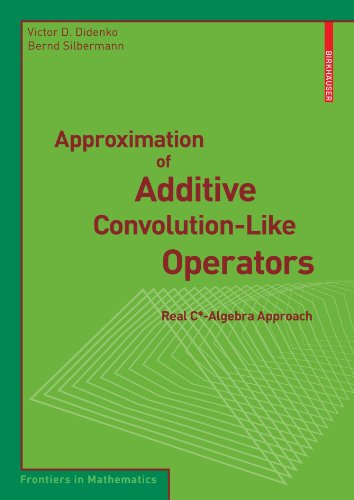 Victor D. Didenko
Bernd Silbermann
BIRKHÄUSER
Approximation
of
Additive
Convolution-Like
Operators
Real C*-Algebra Approach
Frontiers in Mathematics